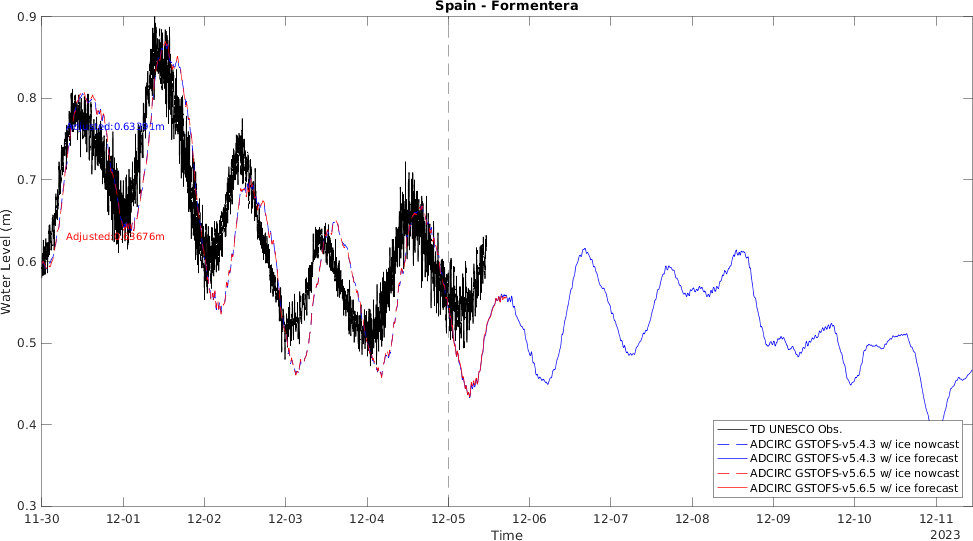 Spain - Formentera
Water Level (m)
0.9
0.8
0.7
0.6
0.5
0.4
0.3
11-30
12-01
12-02
12-03
12-04
12-05
12-06
12-07
12-08
12-09
12-10
12-11
2023
Time
TD UNESCO Obs.
ADCIRC GSTOFS-v5.4.3 w/ ice nowcast
ADCIRC GSTOFS-v5.4.3 w/ ice forecast
ADCIRC GSTOFS-v5.6.5 w/ ice nowcast
ADCIRC GSTOFS-v5.6.5 w/ ice forecast